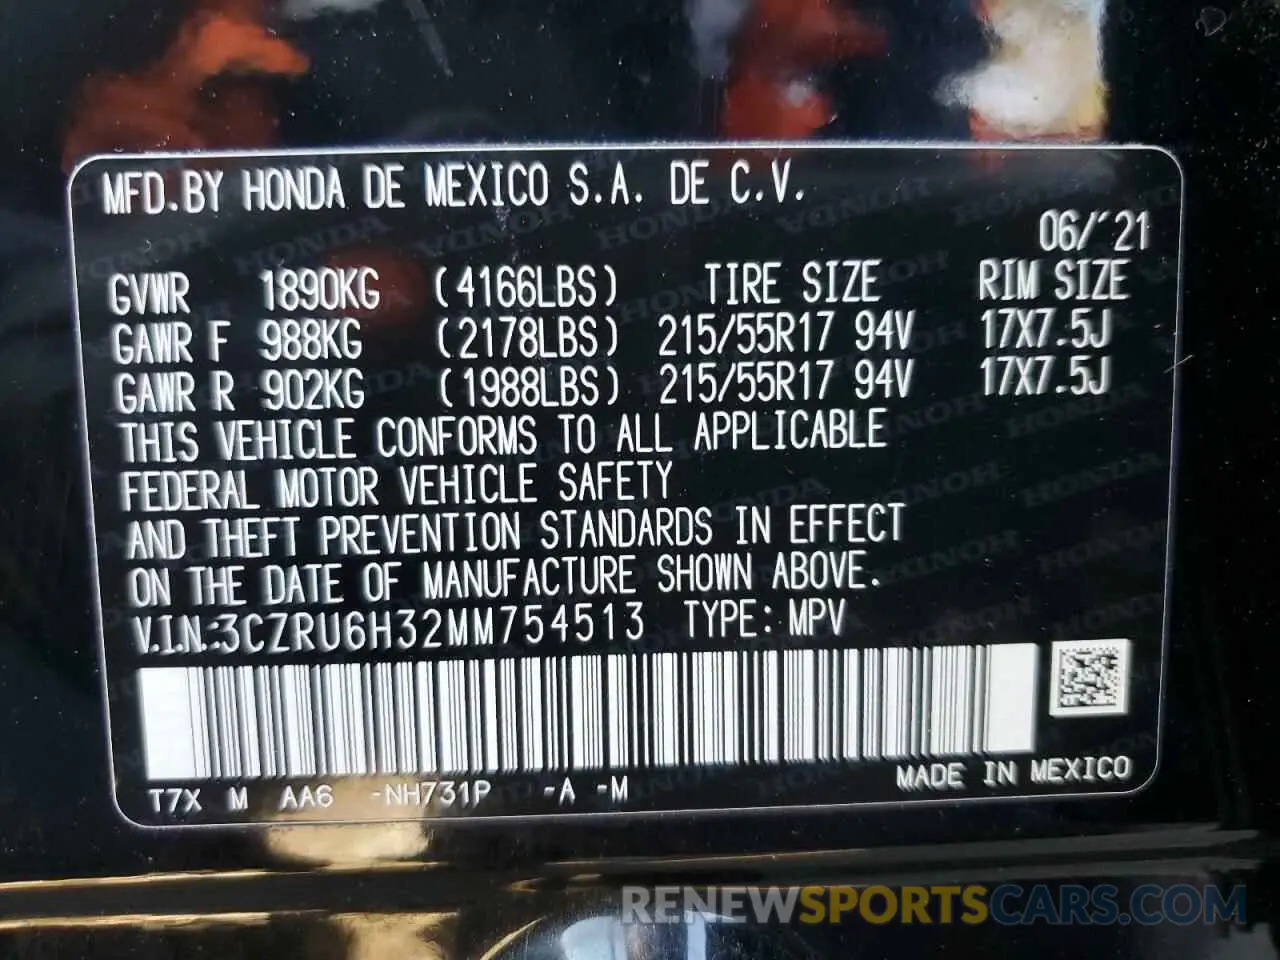 MFD.BY HONDA DE MEXICO S.A. DE C.V.
06/'21
GVWR 1890KG (4166LBS) TIRE SIZE RIM SIZE
GAWR F 988KG (2178LBS) 215/55R17 94V 17X7.5J
GAWR R 902KG (1988LBS) 215/55R17 94V 17X7.5J
THIS VEHICLE CONFORMS TO ALL APPLICABLE
FEDERAL MOTOR VEHICLE SAFETY
AND THEFT PREVENTION STANDARDS IN EFFECT
ON THE DATE OF MANUFACTURE SHOWN ABOVE.
V.I.N.:3CZRU6H32MM754513 TYPE: MPV
T7X M AA6 -NH731P -A -M MADE IN MEXICO
RENEWSPORTSCARS.COM